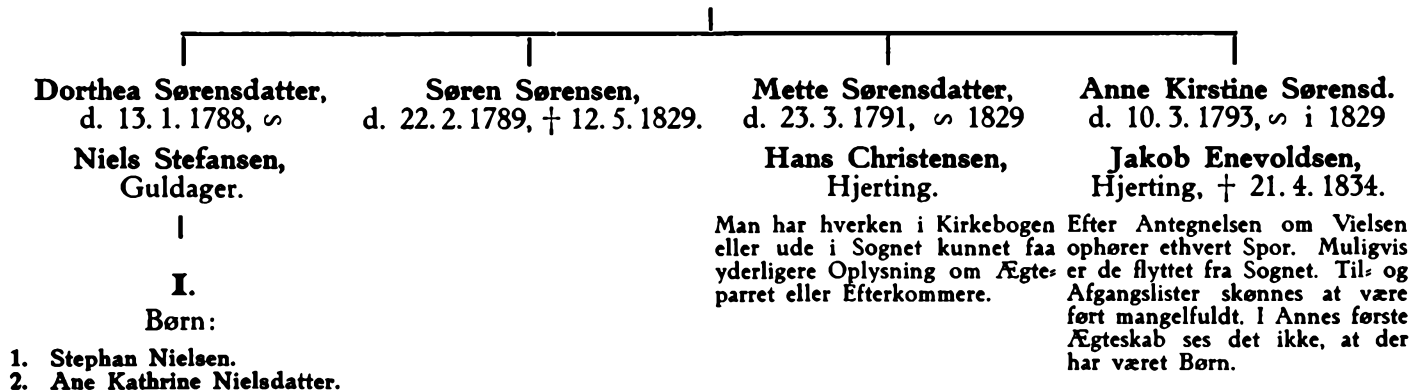 Dorthea Sørensdatter,
d. 13. 1. 1788, ∽
Niels Stefansen,
Guldager.
I.
Børn:
1. Stephan Nielsen.
2. Ane Kathrine Nielsdatter.
Søren Sørensen,
d. 22. 2. 1789, † 12. 5. 1829.
Mette Sørensdatter,
d. 23. 3. 1791, ∽ 1829
Hans Christensen,
Hjerting.
Man har hverken i Kirkebogen
eller ude i Sognet kunnet faa
yderligere Oplysning om Ægte-
parret eller Efterkommere.
Anne Kirstine Sørensd.
d. 10. 3. 1793, ∽ i 1829
Jakob Enevoldsen,
Hjerting, † 21. 4. 1834.
Efter Antegnelsen om Vielsen
ophører ethvert Spor. Muligvis
er de flyttet fra Sognet. Til- og
Afgangslister skønnes at være
ført mangelfuldt. I Annes første
Ægteskab ses det ikke, at der
har været Børn.